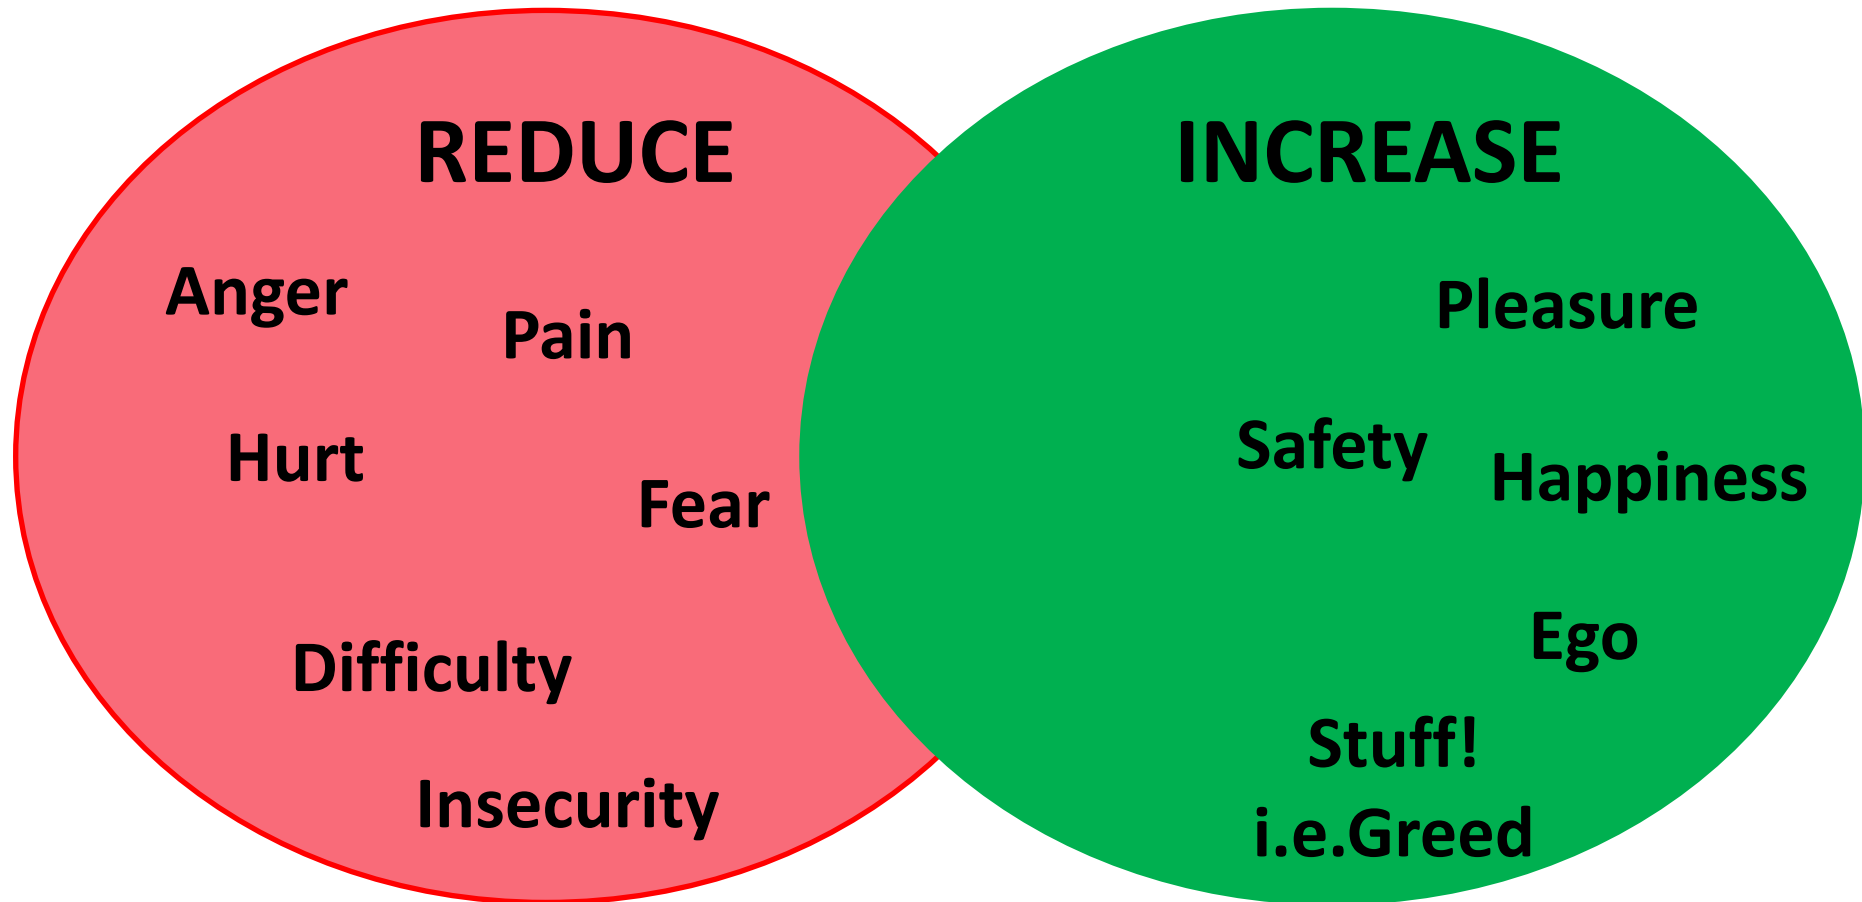 REDUCE
Anger
Pain
Hurt
Fear
Difficulty
Insecurity
INCREASE
Pleasure
Safety
Happiness
Ego
Stuff!
i.e.Greed